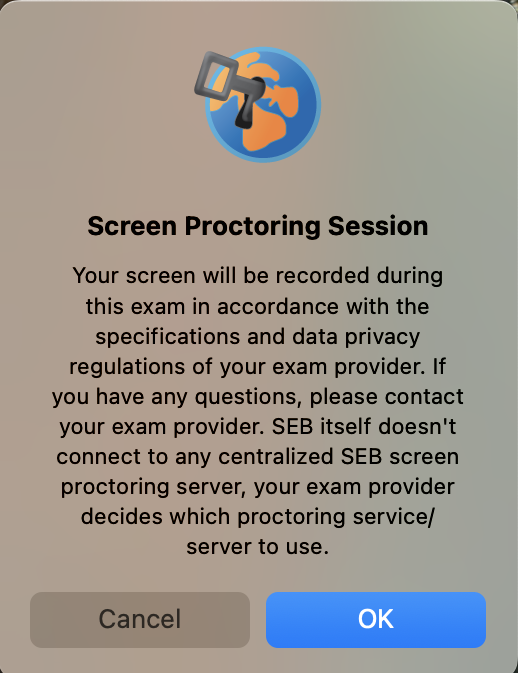 Screen Proctoring Session
Your screen will be recorded during
this exam in accordance with the
specifications and data privacy
regulations of your exam provider. If
you have any questions, please contact
your exam provider. SEB itself doesn't
connect to any centralized SEB screen
proctoring server, your exam provider
decides which proctoring service/
server to use.
Cancel
OK